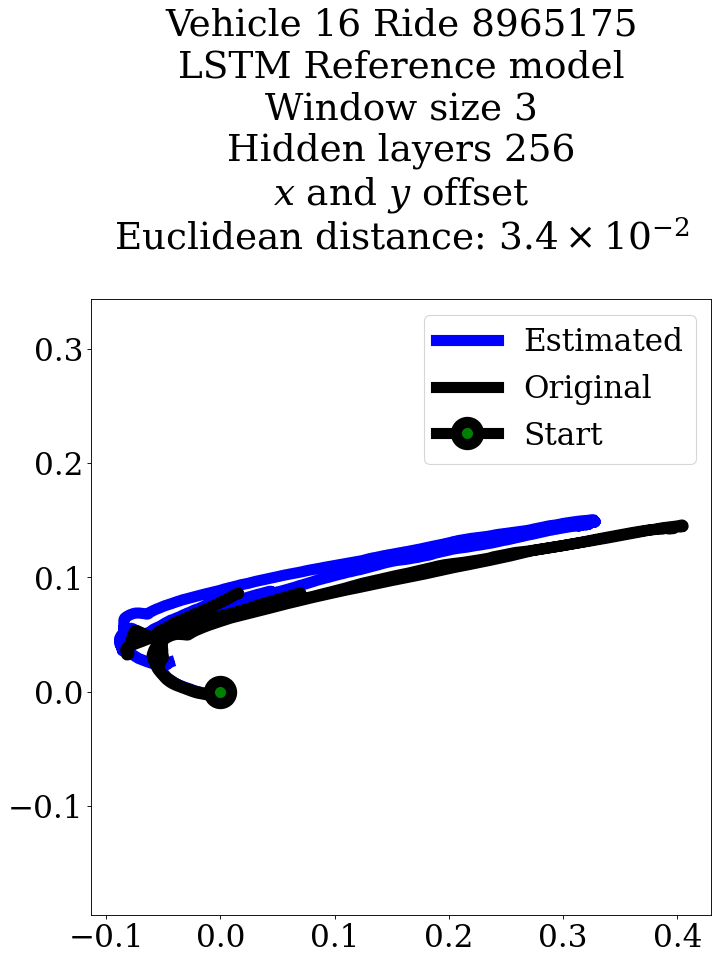 Vehicle 16 Ride 8965175
LSTM Reference model
Window size 3
Hidden layers 256
x and y offset
Euclidean distance: 3.4 × 10⁻²
Estimated
Original
Start
0.3
0.2
0.1
0.0
−0.1
−0.1 0.0 0.1 0.2 0.3 0.4